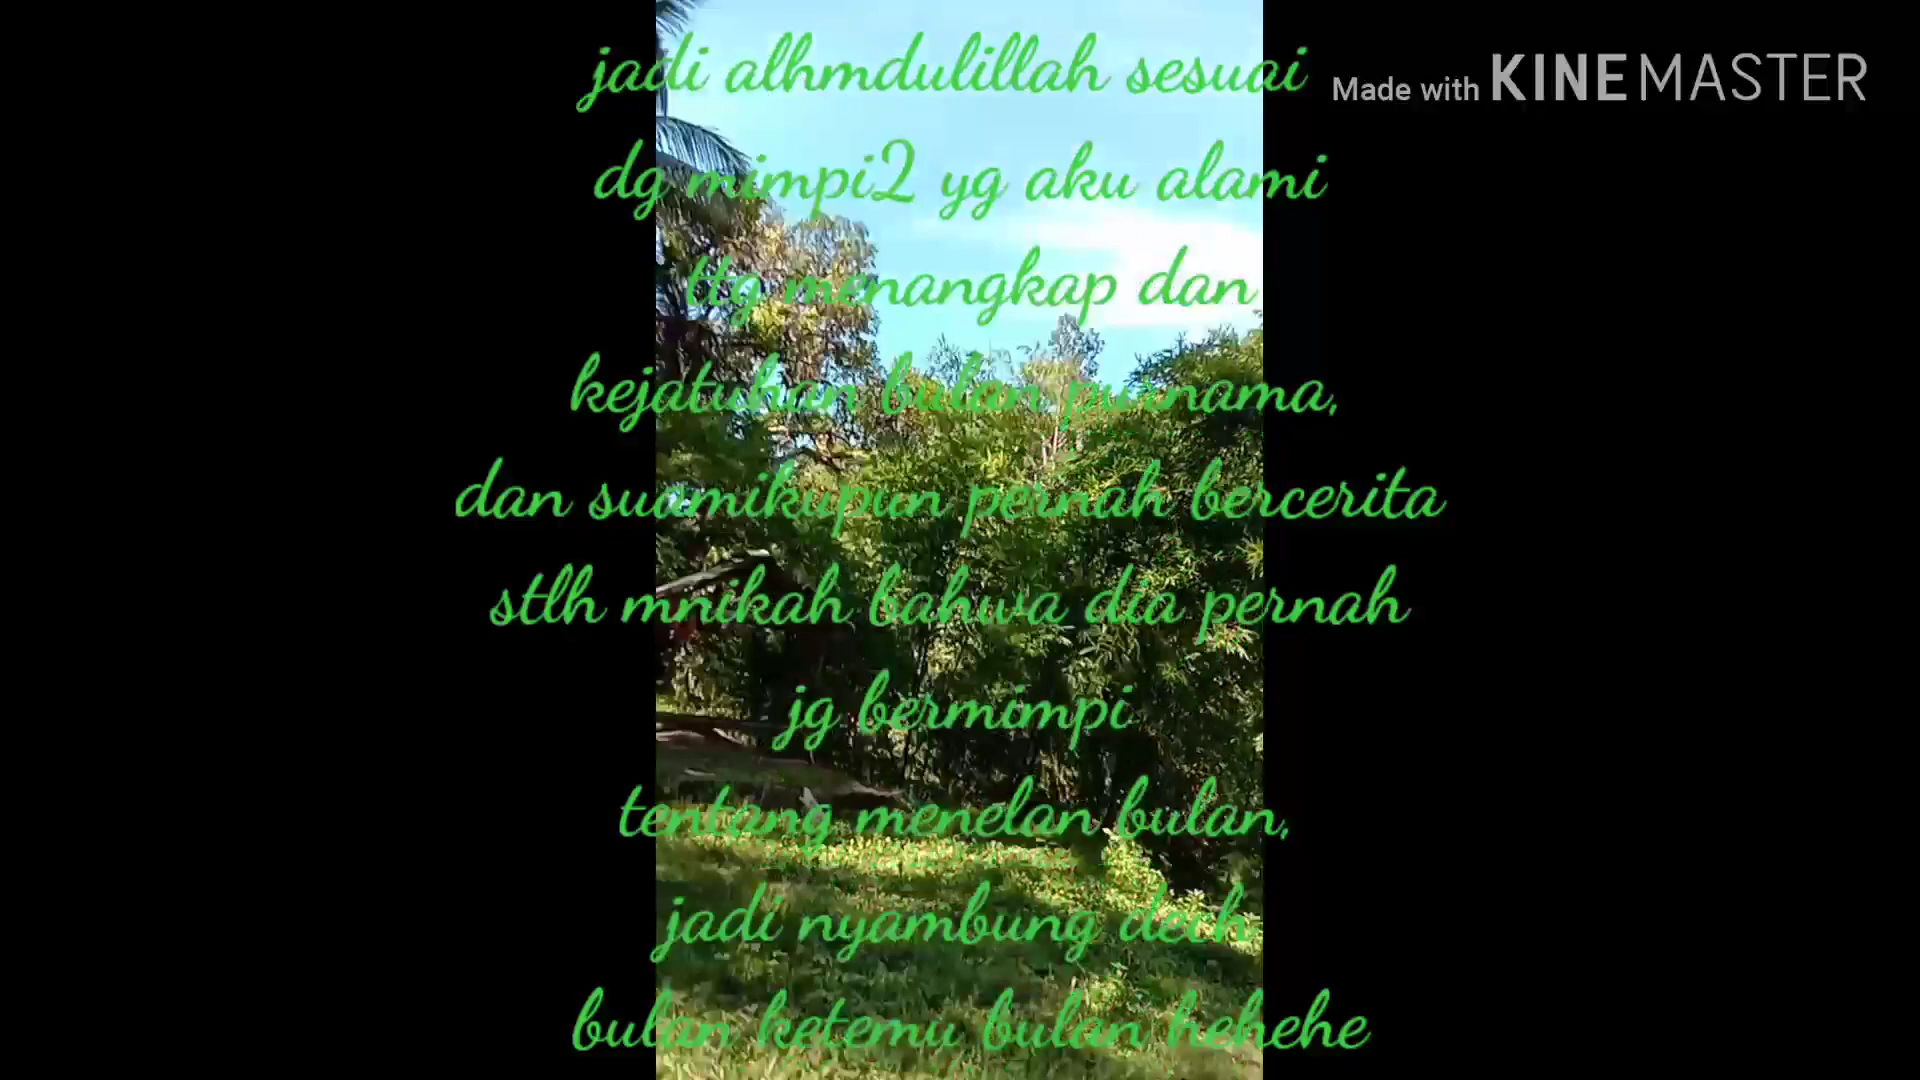 jadi alhmdulillah sesuai
Made with KINEMASTER
dg mimpi2 yg aku alami
ttg menangkap dan
kejatuhan bulan purnama,
dan suamikupun pernah bercerita
stlh mnikah bahwa dia pernah
jg bermimpi
tentang menelan bulan,
jadi nyambung dech
bulan ketemu bulan hehehe